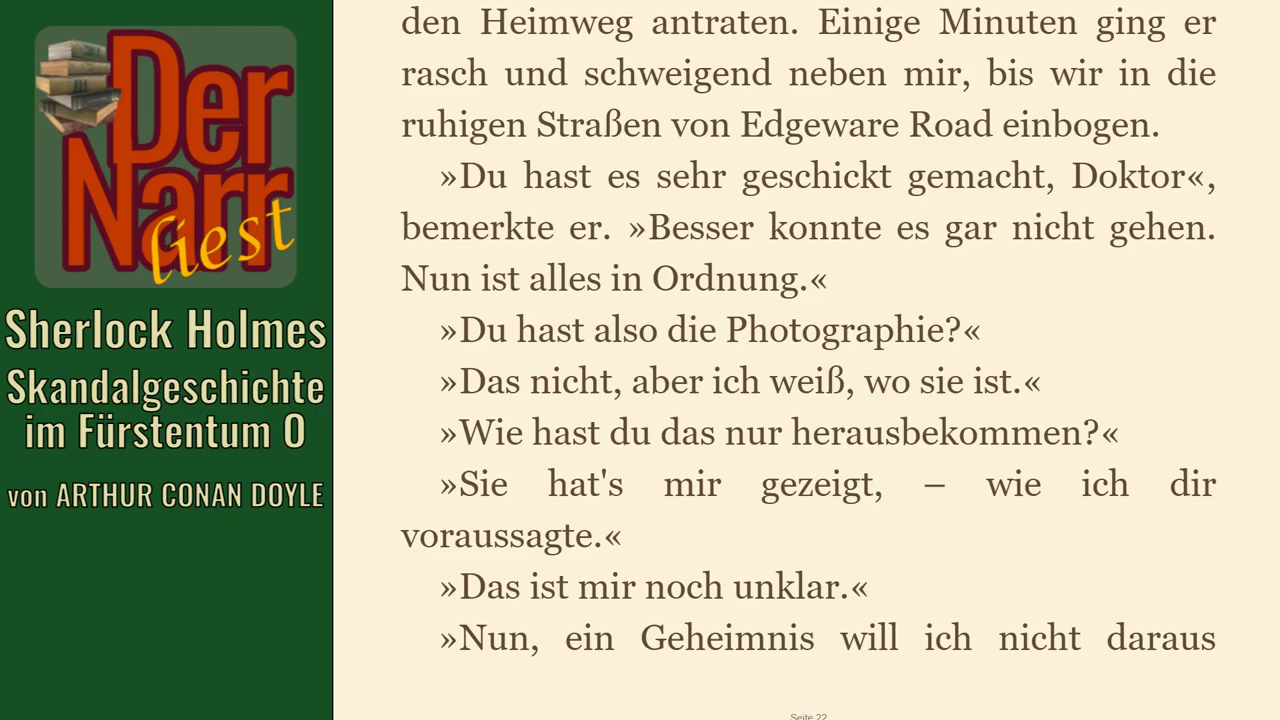 Der
Narr
liest
Sherlock Holmes
Skandalgeschichte
im Fürstentum O
von ARTHUR CONAN DOYLE
den Heimweg antraten. Einige Minuten ging er
rasch und schweigend neben mir, bis wir in die
ruhigen Straßen von Edgeware Road einbogen.
»Du hast es sehr geschickt gemacht, Doktor«,
bemerkte er. »Besser konnte es gar nicht gehen.
Nun ist alles in Ordnung.«
»Du hast also die Photographie?«
»Das nicht, aber ich weiß, wo sie ist.«
»Wie hast du das nur herausbekommen?«
»Sie hat's mir gezeigt, – wie ich dir
voraussagte.«
»Das ist mir noch unklar.«
»Nun, ein Geheimnis will ich nicht daraus
Seite 22